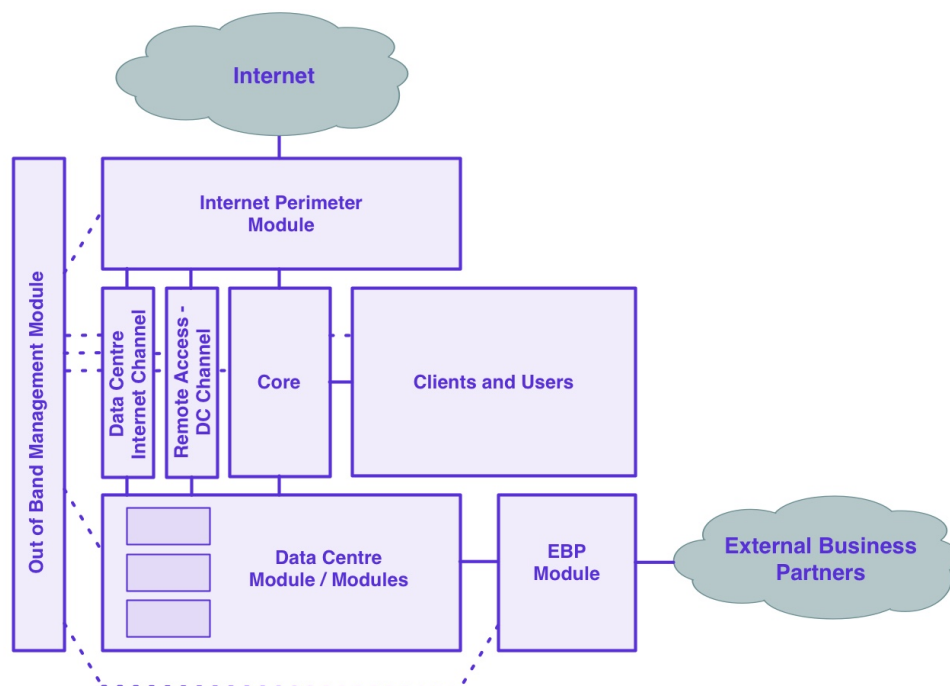 Internet
Internet Perimeter
Module
Out of Band Management Module
Data Centre
Internet Channel
Remote Access -
DC Channel
Core
Clients and Users
Data Centre
Module / Modules
EBP
Module
External Business
Partners